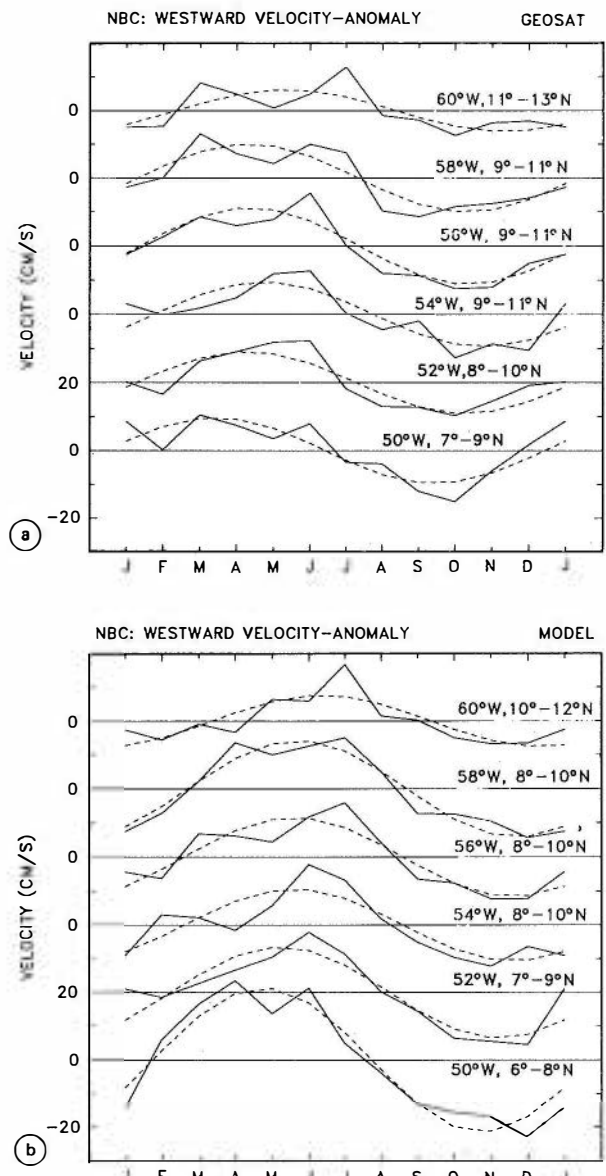 NBC: WESTWARD VELOCITY-ANOMALY GEOSAT
60°W, 11°-13°N
0
58°W, 9°-11°N
0
56°W, 9°-11°N
0
54°W, 9°-11°N
0
52°W, 8°-10°N
20
50°W, 7°-9°N
0
-20
VELOCITY (CM/S)
J F M A M J J A S O N D J
a
NBC: WESTWARD VELOCITY-ANOMALY MODEL
60°W, 10°-12°N
0
58°W, 8°-10°N
0
56°W, 8°-10°N
0
54°W, 8°-10°N
0
52°W, 7°-9°N
20
50°W, 6°-8°N
0
-20
VELOCITY (CM/S)
b